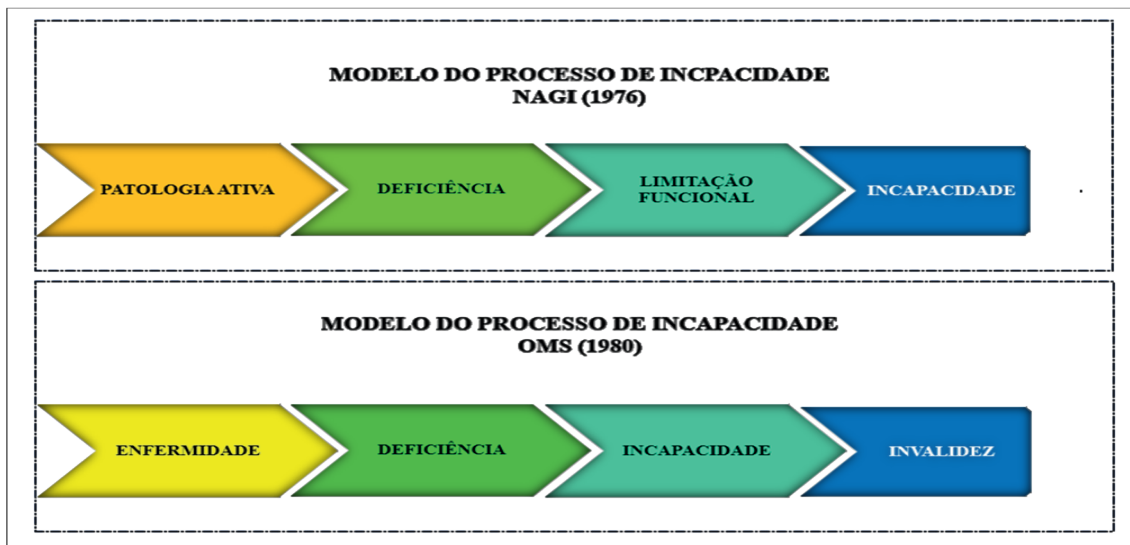 MODELO DO PROCESSO DE INCPACIDADE
NAGI (1976)
PATOLOGIA ATIVA
DEFICIÊNCIA
LIMITAÇÃO
FUNCIONAL
INCAPACIDADE
.
MODELO DO PROCESSO DE INCAPACIDADE
OMS (1980)
ENFERMIDADE
DEFICIÊNCIA
INCAPACIDADE
INVALIDEZ